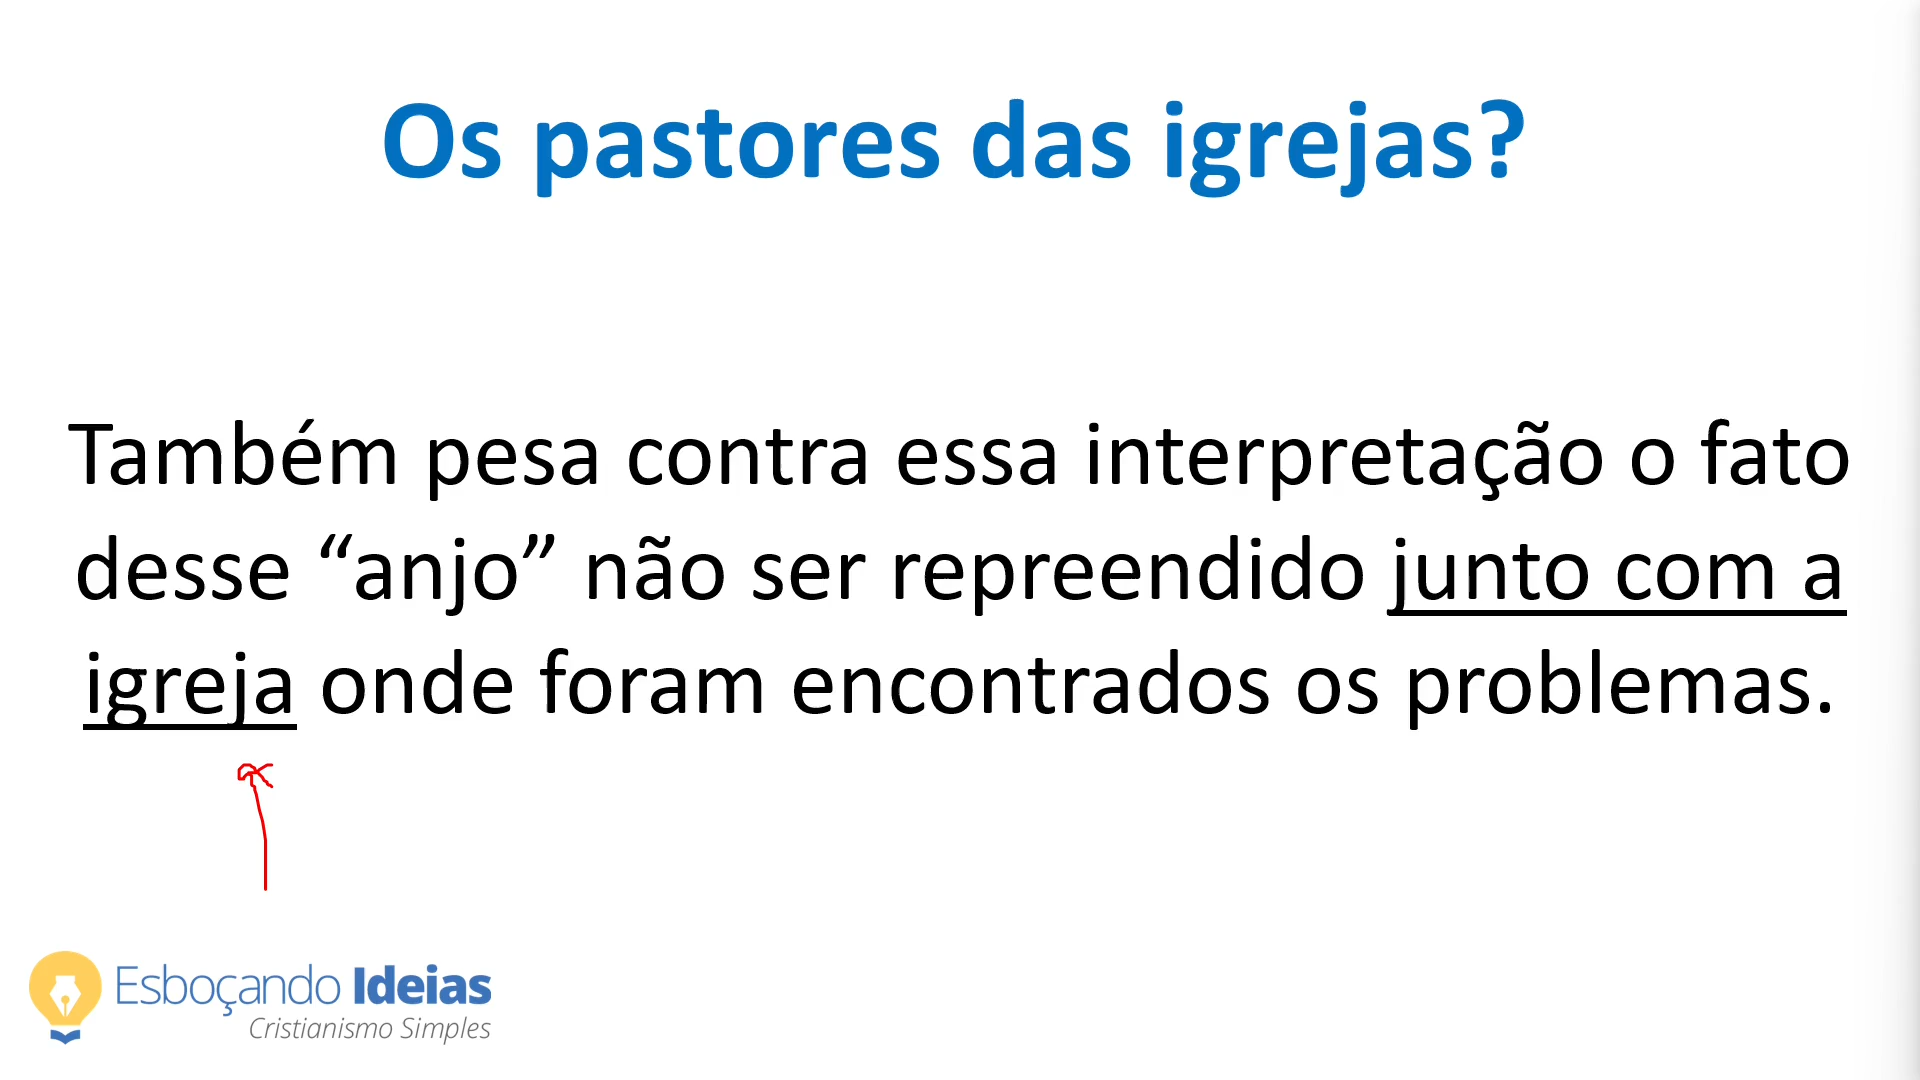 Os pastores das igrejas?
Também pesa contra essa interpretação o fato
desse “anjo” não ser repreendido junto com a
igreja onde foram encontrados os problemas.
Esboçando Ideias
Cristianismo Simples